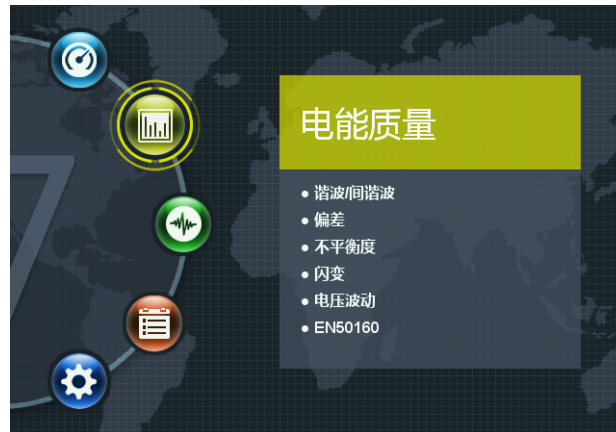 电能质量
● 谐波/间谐波
● 偏差
● 不平衡度
● 闪变
● 电压波动
● EN50160